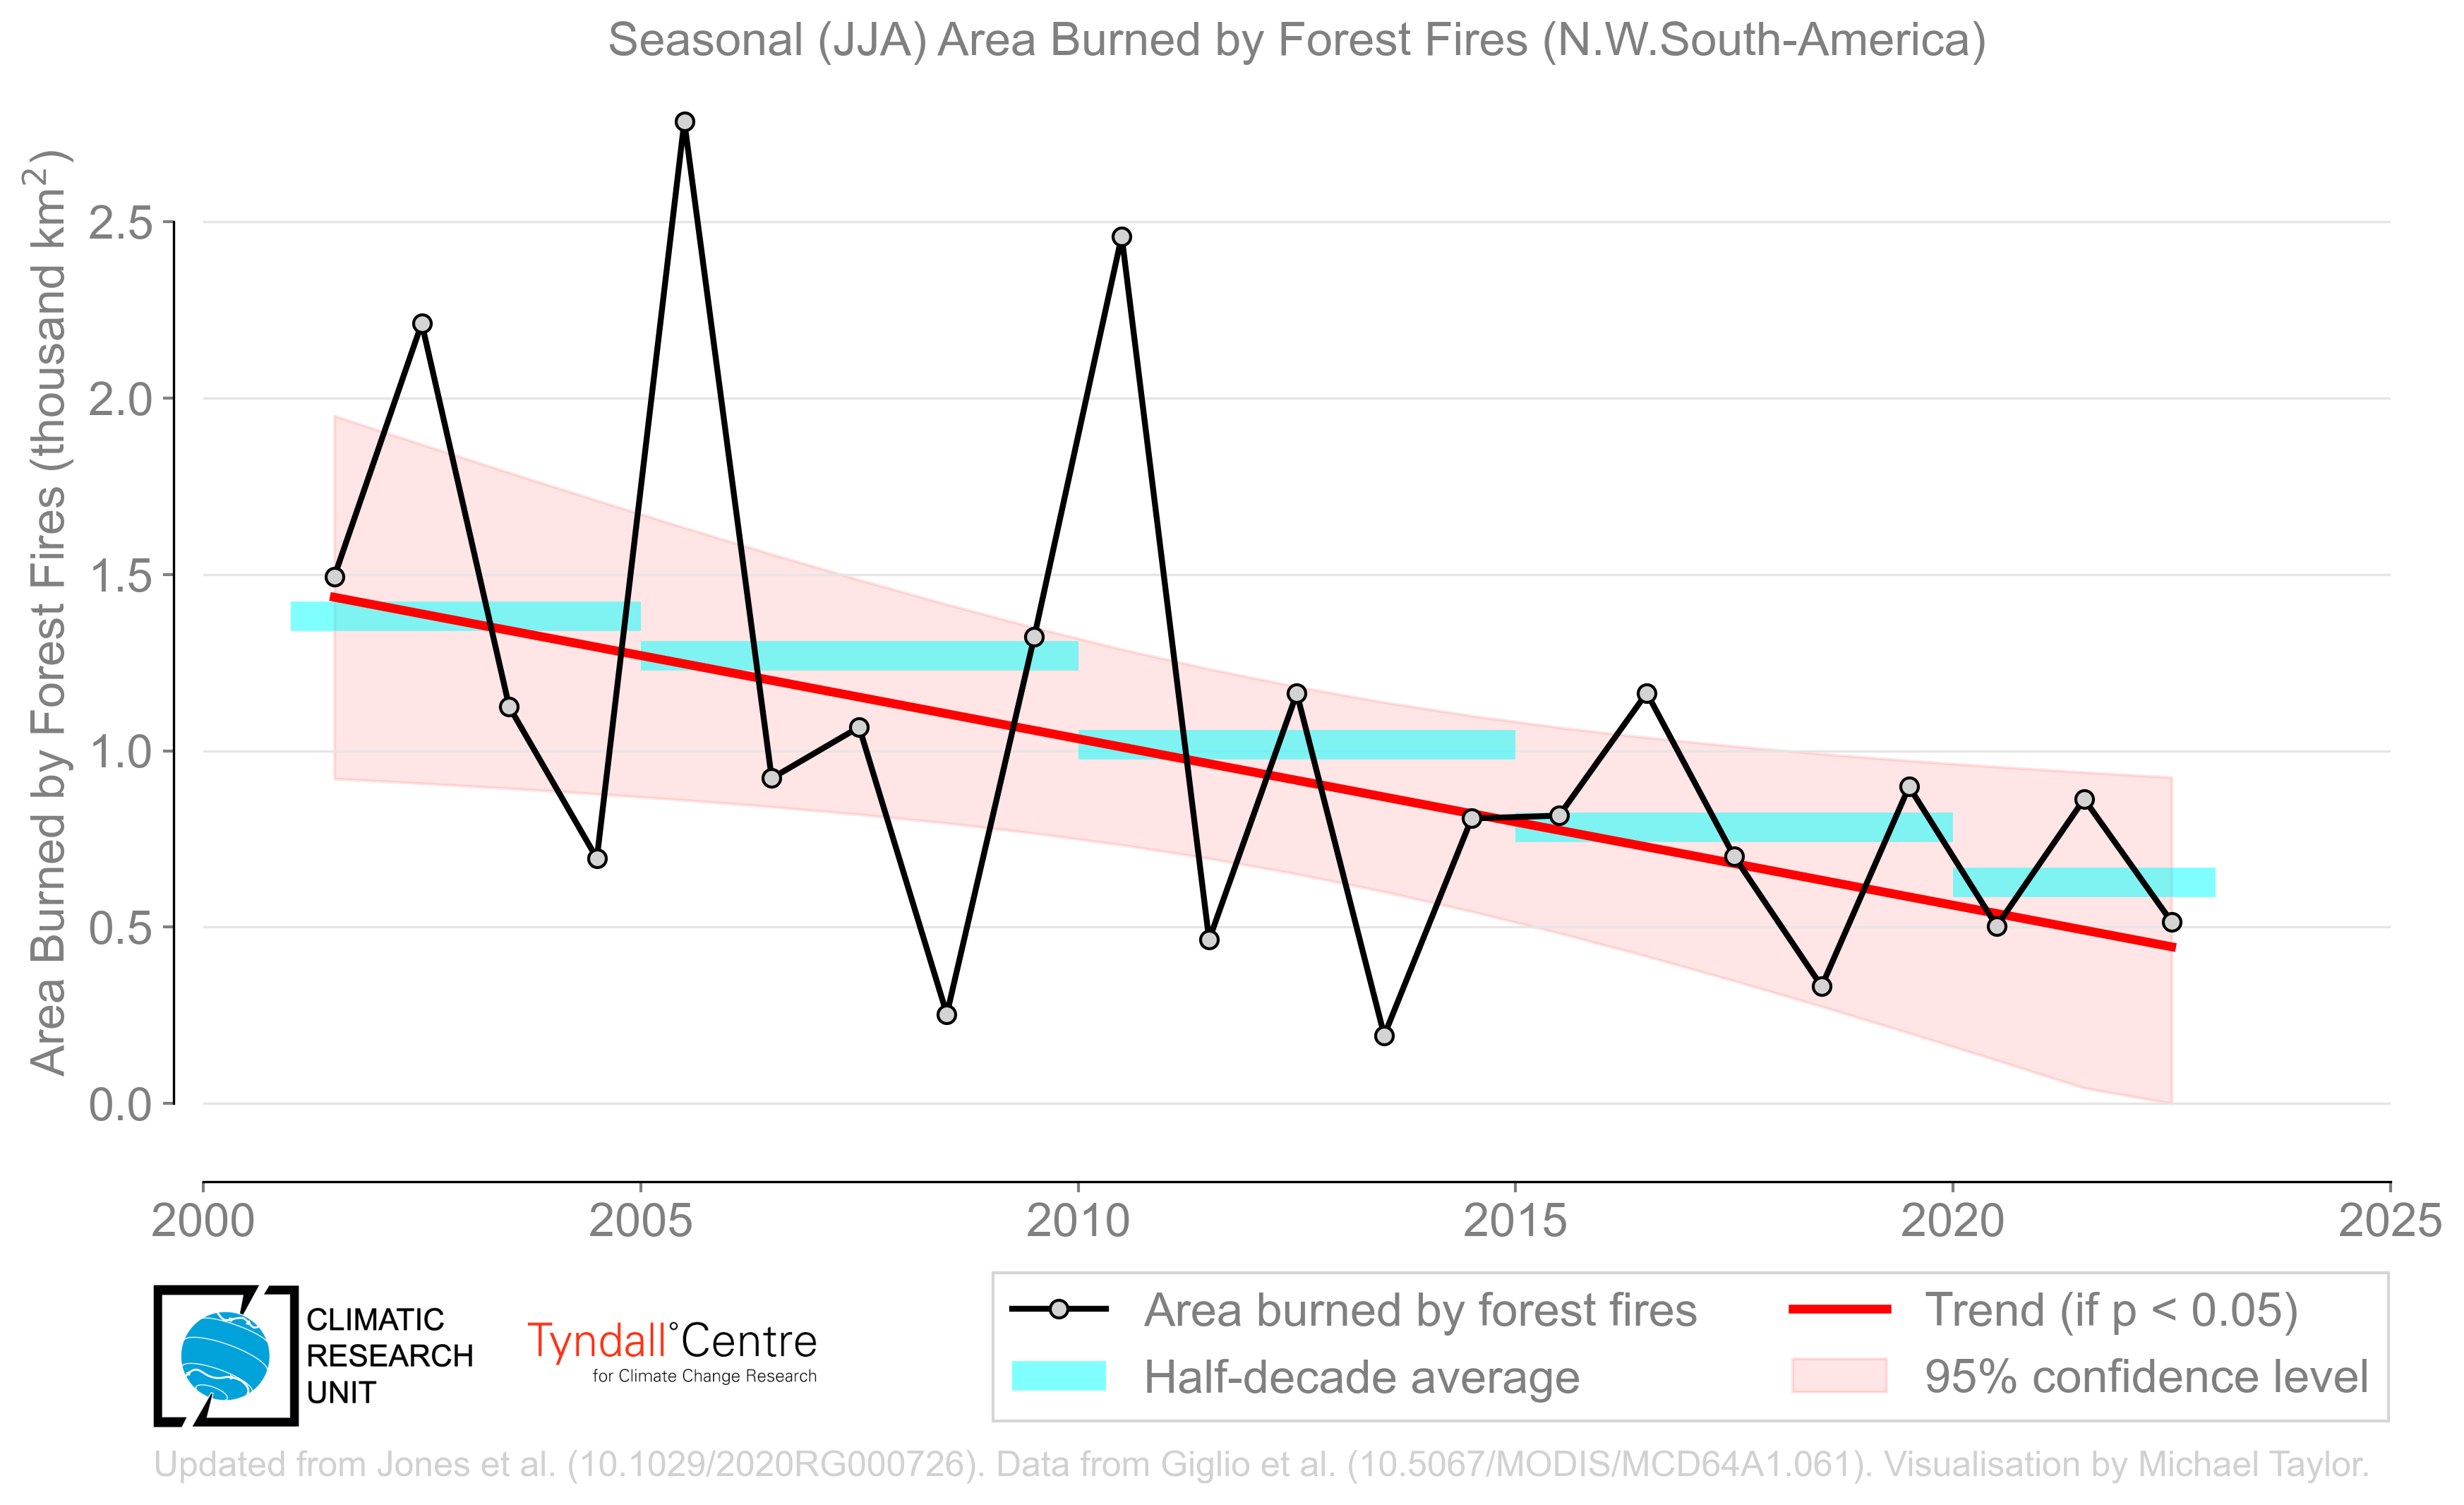 Seasonal (JJA) Area Burned by Forest Fires (N.W.South-America)
Area Burned by Forest Fires (thousand km²)
2.5
2.0
1.5
1.0
0.5
0.0
2000 2005 2010 2015 2020 2025
Area burned by forest fires
Trend (if p < 0.05)
Half-decade average
95% confidence level
CLIMATIC
RESEARCH
UNIT
Tyndall°Centre
for Climate Change Research
Updated from Jones et al. (10.1029/2020RG000726). Data from Giglio et al. (10.5067/MODIS/MCD64A1.061). Visualisation by Michael Taylor.